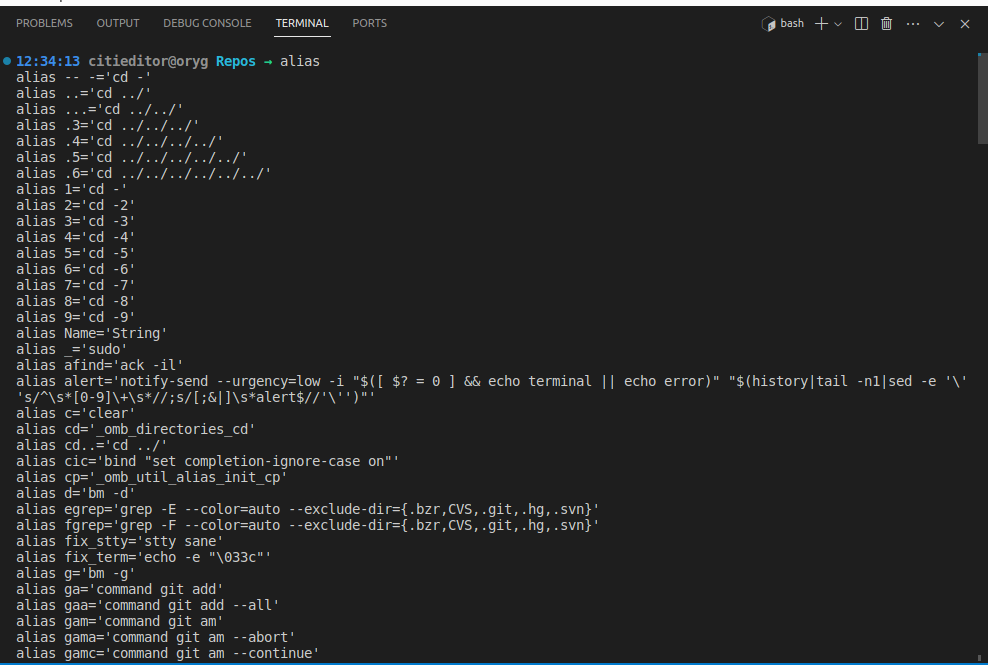 PROBLEMS OUTPUT DEBUG CONSOLE TERMINAL PORTS bash
12:34:13 citieditor@oryg Repos → alias
alias -- -='cd -'
alias ..='cd ../'
alias ...='cd ../../'
alias .3='cd ../../../'
alias .4='cd ../../../../'
alias .5='cd ../../../../../'
alias .6='cd ../../../../../../'
alias 1='cd -'
alias 2='cd -2'
alias 3='cd -3'
alias 4='cd -4'
alias 5='cd -5'
alias 6='cd -6'
alias 7='cd -7'
alias 8='cd -8'
alias 9='cd -9'
alias Name='String'
alias _='sudo'
alias afind='ack -il'
alias alert='notify-send --urgency=low -i "$([ $? = 0 ] && echo terminal || echo error)" "$(history|tail -n1|sed -e '\'
's/^\s*[0-9]\+\s*//;s/[;&|]\s*alert$//'\'')"'
alias c='clear'
alias cd='_omb_directories_cd'
alias cd..='cd ../'
alias cic='bind "set completion-ignore-case on"'
alias cp='_omb_util_alias_init_cp'
alias d='bm -d'
alias egrep='grep -E --color=auto --exclude-dir={.bzr,CVS,.git,.hg,.svn}'
alias fgrep='grep -F --color=auto --exclude-dir={.bzr,CVS,.git,.hg,.svn}'
alias fix_stty='stty sane'
alias fix_term='echo -e "\033c"'
alias g='bm -g'
alias ga='command git add'
alias gaa='command git add --all'
alias gam='command git am'
alias gama='command git am --abort'
alias gamc='command git am --continue'